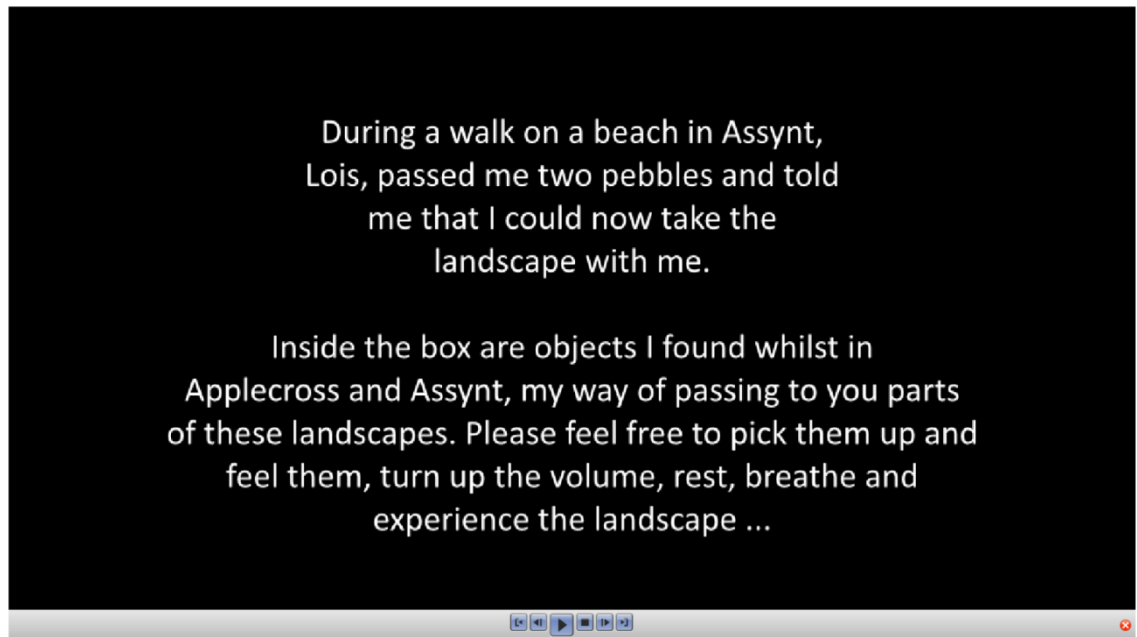 During a walk on a beach in Assynt,
Lois, passed me two pebbles and told
me that I could now take the
landscape with me.
Inside the box are objects I found whilst in
Applecross and Assynt, my way of passing to you parts
of these landscapes. Please feel free to pick them up and
feel them, turn up the volume, rest, breathe and
experience the landscape ...